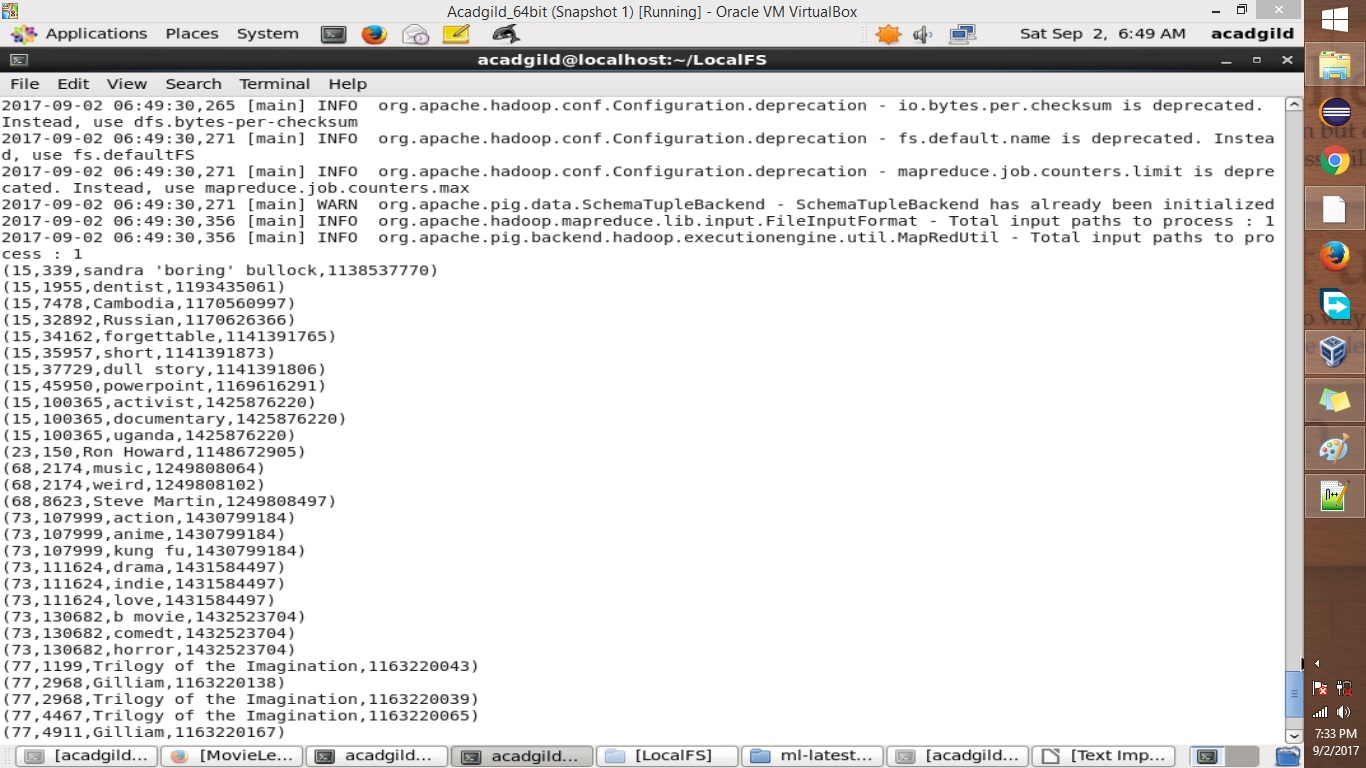 Acadgild_64bit (Snapshot 1) [Running] - Oracle VM VirtualBox
Applications Places System Sat Sep 2, 6:49 AM acadgild
acadgild@localhost:~/LocalFS
File Edit View Search Terminal Help
2017-09-02 06:49:30,265 [main] INFO  org.apache.hadoop.conf.Configuration.deprecation - io.bytes.per.checksum is deprecated.
Instead, use dfs.bytes-per-checksum
2017-09-02 06:49:30,271 [main] INFO  org.apache.hadoop.conf.Configuration.deprecation - fs.default.name is deprecated. Instea
d, use fs.defaultFS
2017-09-02 06:49:30,271 [main] INFO  org.apache.hadoop.conf.Configuration.deprecation - mapreduce.job.counters.limit is depre
cated. Instead, use mapreduce.job.counters.max
2017-09-02 06:49:30,271 [main] WARN  org.apache.pig.data.SchemaTupleBackend - SchemaTupleBackend has already been initialized
2017-09-02 06:49:30,356 [main] INFO  org.apache.hadoop.mapreduce.lib.input.FileInputFormat - Total input paths to process : 1
2017-09-02 06:49:30,356 [main] INFO  org.apache.pig.backend.hadoop.executionengine.util.MapRedUtil - Total input paths to pro
cess : 1
(15,339,sandra 'boring' bullock,1138537770)
(15,1955,dentist,1193435061)
(15,7478,Cambodia,1170560997)
(15,32892,Russian,1170626366)
(15,34162,forgettable,1141391765)
(15,35957,short,1141391873)
(15,37729,dull story,1141391806)
(15,45950,powerpoint,1169616291)
(15,100365,activist,1425876220)
(15,100365,documentary,1425876220)
(15,100365,uganda,1425876220)
(23,150,Ron Howard,1148672905)
(68,2174,music,1249808064)
(68,2174,weird,1249808102)
(68,8623,Steve Martin,1249808497)
(73,107999,action,1430799184)
(73,107999,anime,1430799184)
(73,107999,kung fu,1430799184)
(73,111624,drama,1431584497)
(73,111624,indie,1431584497)
(73,111624,love,1431584497)
(73,130682,b movie,1432523704)
(73,130682,comedt,1432523704)
(73,130682,horror,1432523704)
(77,1199,Trilogy of the Imagination,1163220043)
(77,2968,Gilliam,1163220138)
(77,2968,Trilogy of the Imagination,1163220039)
(77,4467,Trilogy of the Imagination,1163220065)
(77,4911,Gilliam,1163220167)
[acadgild... [MovieLe... acadgild... acadgild... [LocalFS] ml-latest... [acadgild... [Text Imp...
7:33 PM
9/2/2017